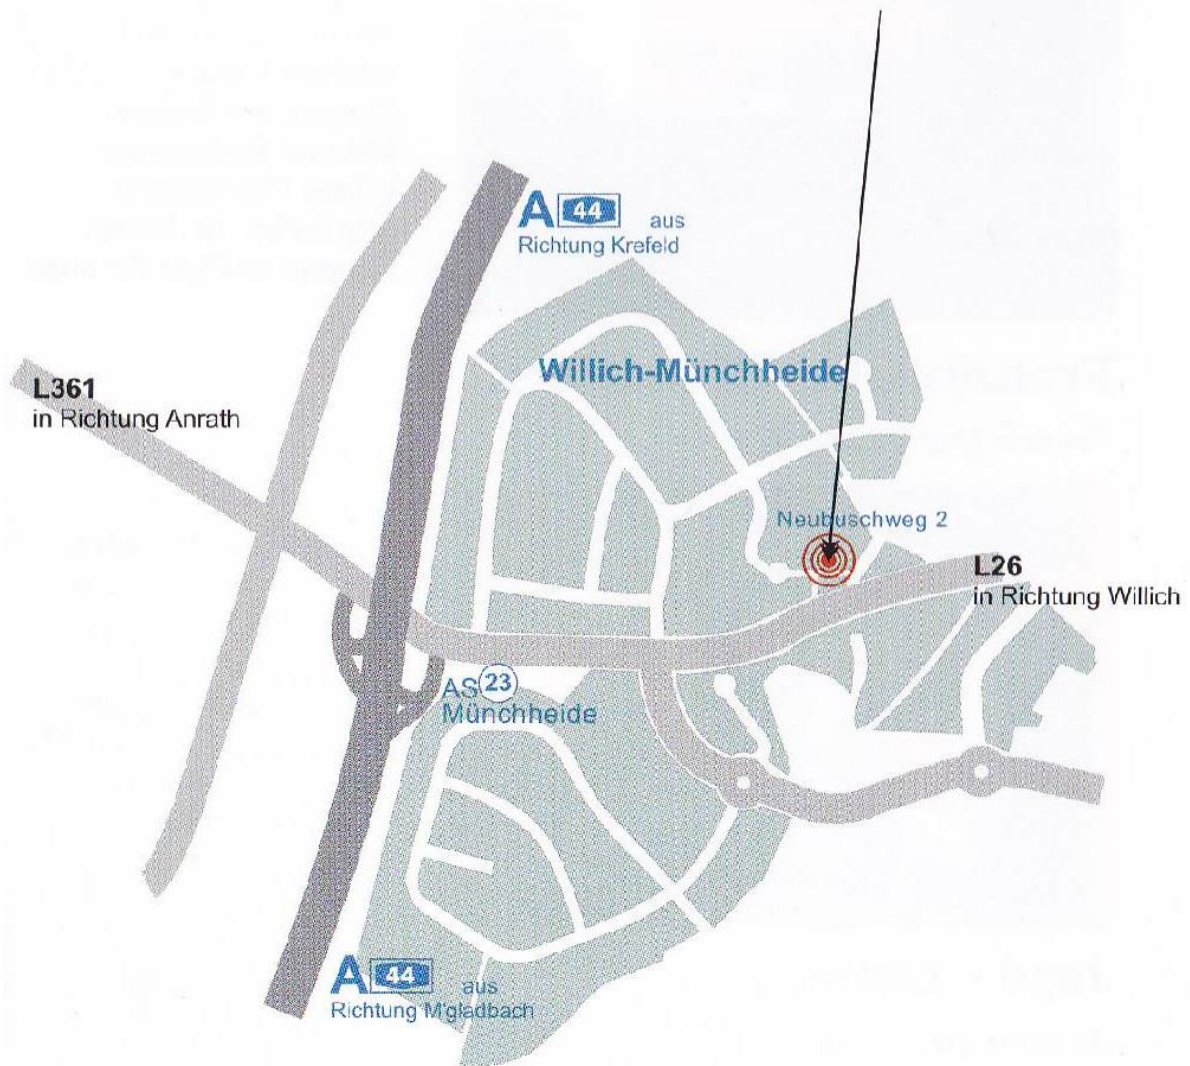 A 44 aus
Richtung Krefeld
Willich-Münchheide
L361
in Richtung Anrath
Neubuschweg 2
L26
in Richtung Willich
AS 23
Münchheide
A 44 aus
Richtung M'gladbach